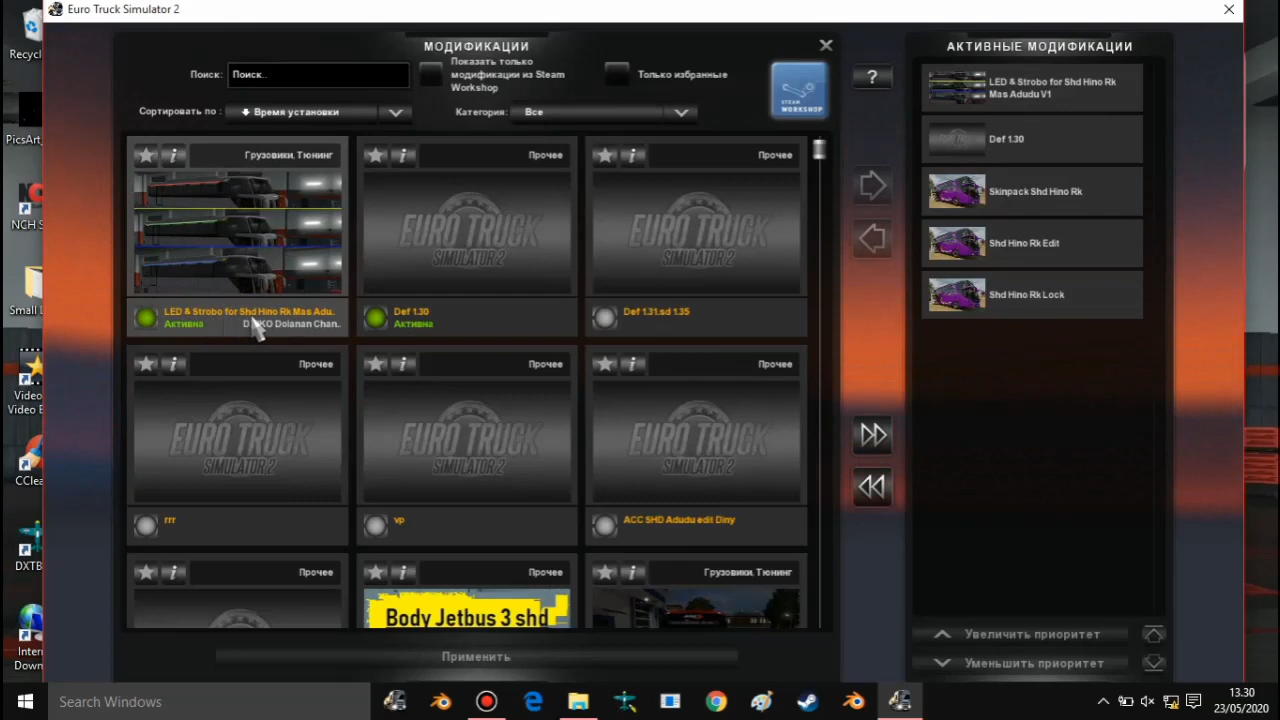 Euro Truck Simulator 2
Recycl
PicsArt_
NCH S
Small L
Video
Video E
CClea
DXTB
Intern
Down
МОДИФИКАЦИИ
Поиск:
Поиск..
Показать только
модификации из Steam
Workshop
Только избранные
STEAM
WORKSHOP
Сортировать по :
Время установки
Категория:
Все
Грузовики, Тюнинг
LED & Strobo for Shd Hino Rk Mas Adu..
Активна
Dolanan Chan..
Прочее
EURO TRUCK
SIMULATOR 2
Def 1.30
Активна
Прочее
EURO TRUCK
SIMULATOR 2
Def 1.31.sd 1.35
Прочее
EURO TRUCK
SIMULATOR 2
rrr
Прочее
EURO TRUCK
SIMULATOR 2
vp
Прочее
EURO TRUCK
SIMULATOR 2
ACC SHD Adudu edit Diny
Прочее
Прочее
Body Jetbus 3 shd
Грузовики, Тюнинг
Применить
?
АКТИВНЫЕ МОДИФИКАЦИИ
LED & Strobo for Shd Hino Rk
Mas Adudu V1
Def 1.30
Skinpack Shd Hino Rk
Shd Hino Rk Edit
Shd Hino Rk Lock
Увеличить приоритет
Уменьшить приоритет
Search Windows
13.30
23/05/2020